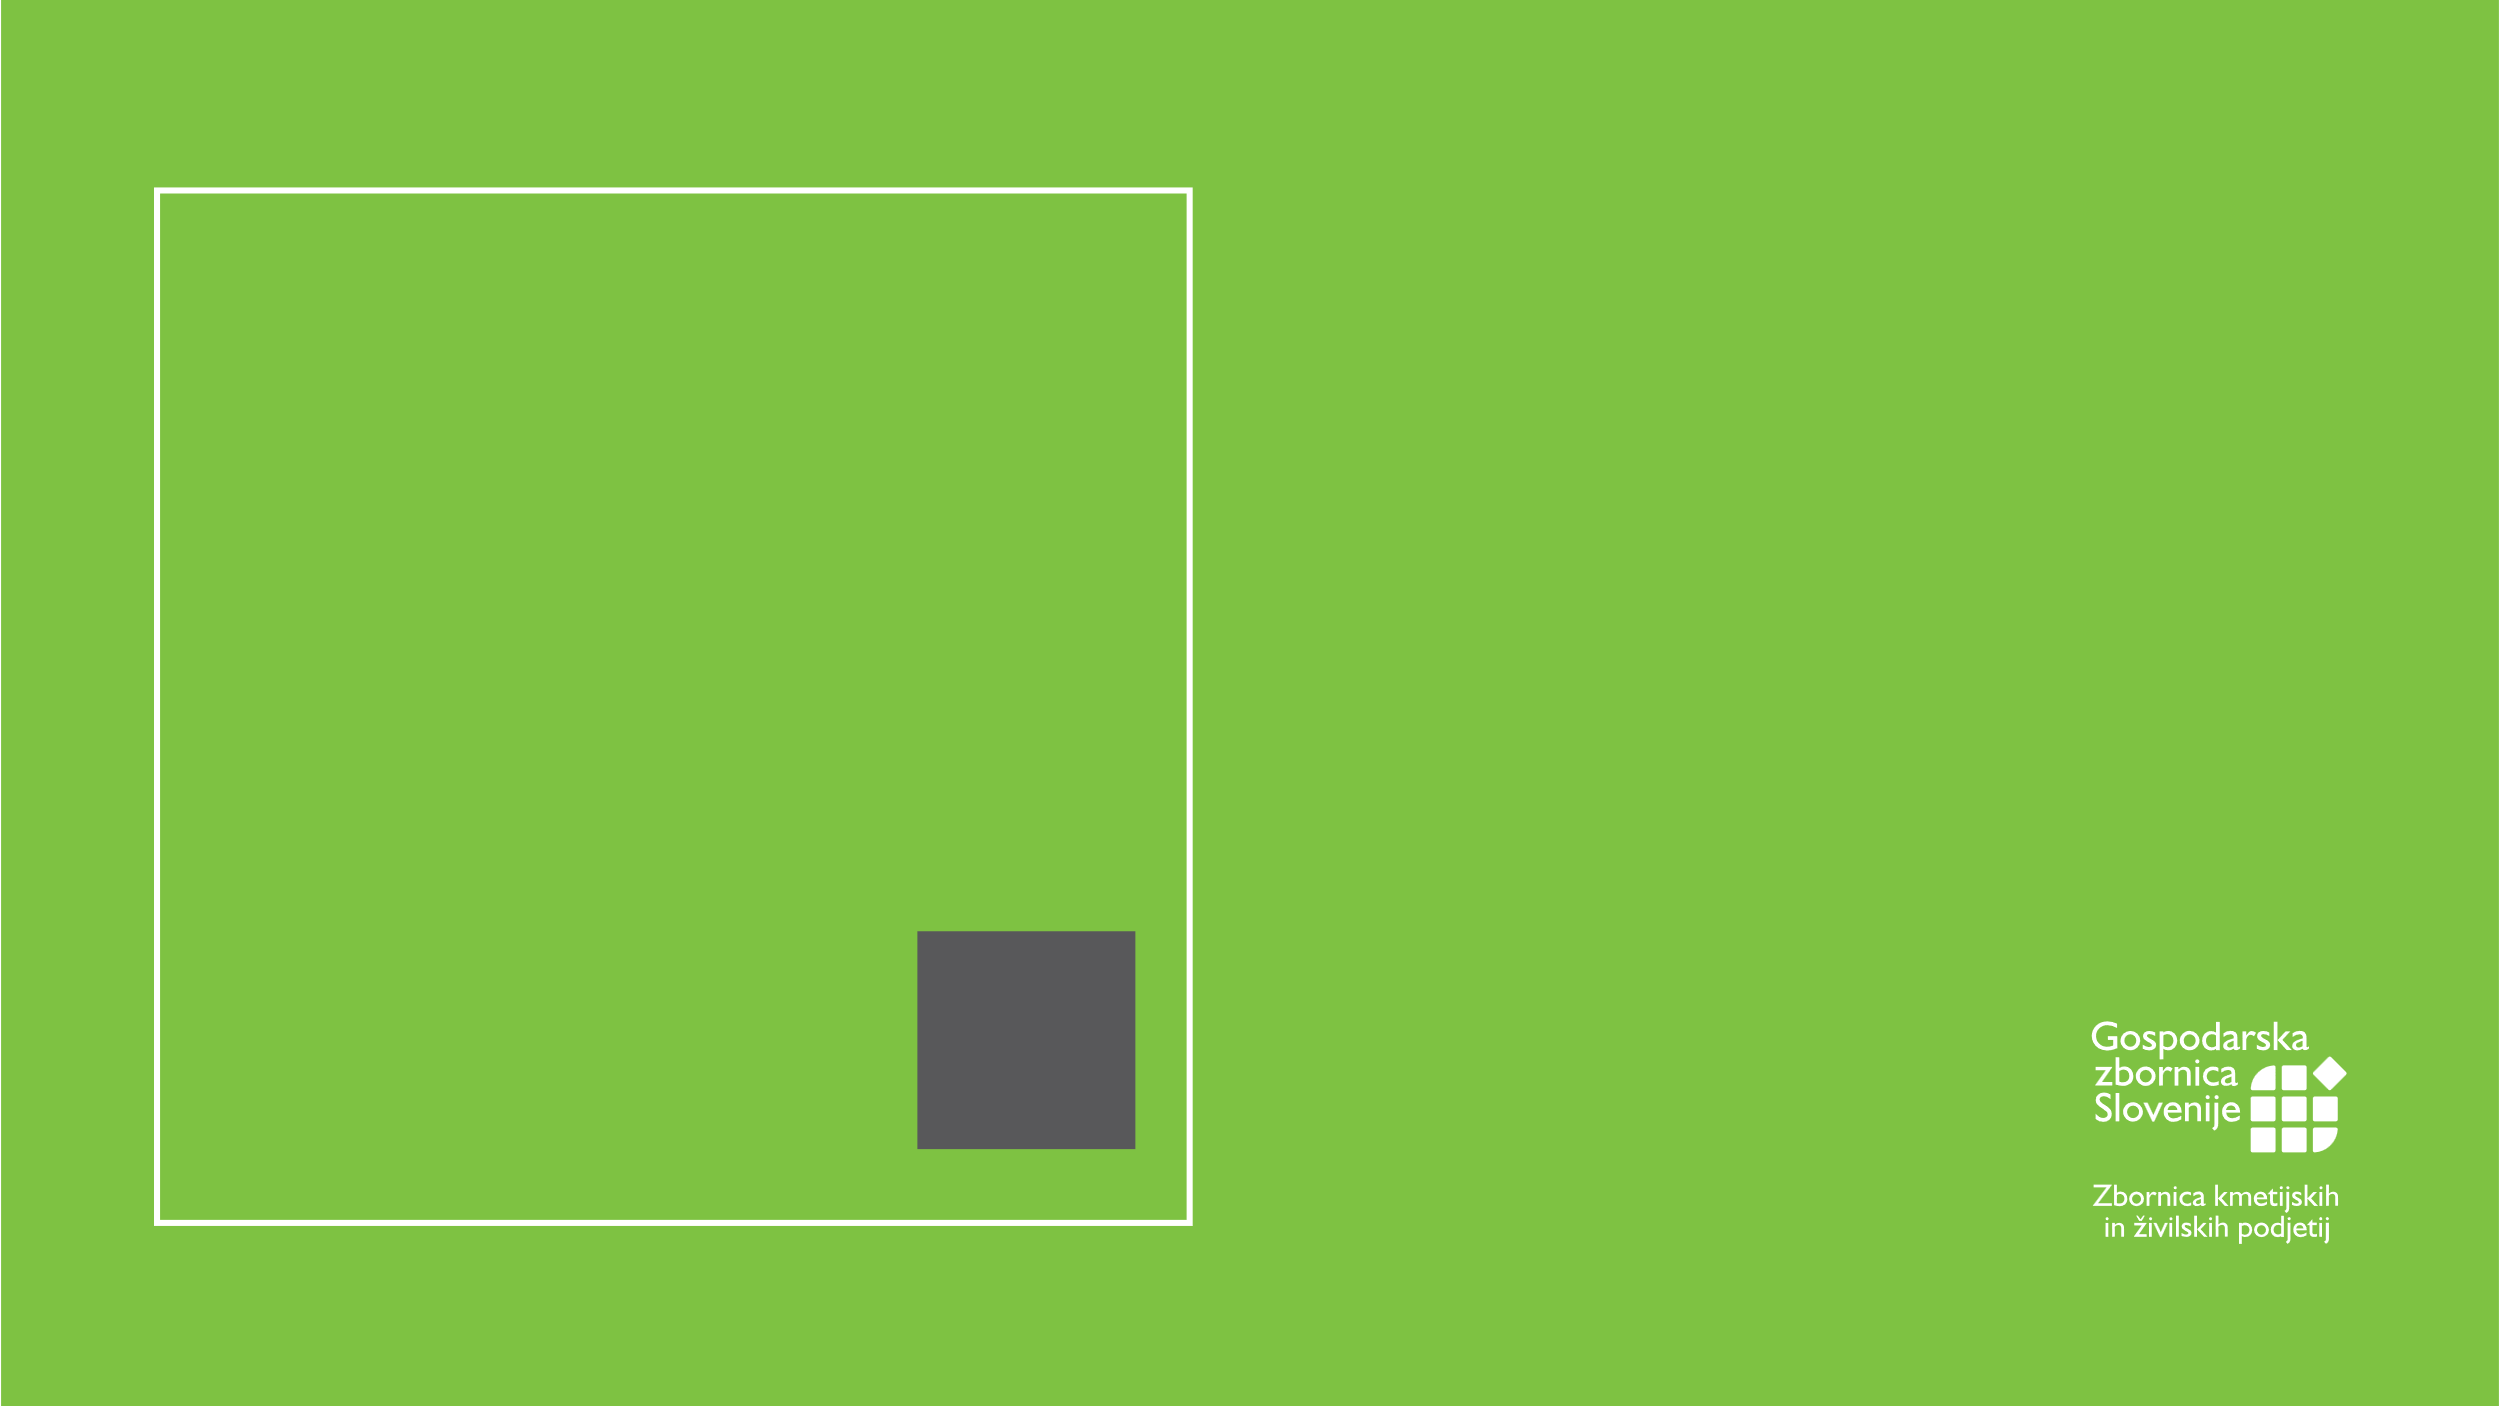 Gospodarska
zbornica
Slovenije
Zbornica kmetijskih
in živilskih podjetij